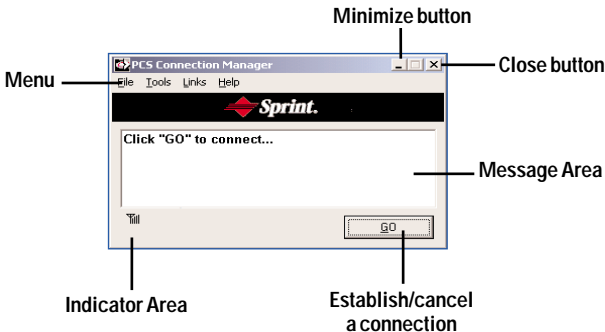 Minimize button
PCS Connection Manager
Close button
Menu
File Tools Links Help
Sprint.
Click "GO" to connect...
Message Area
GO
Indicator Area
Establish/cancel
a connection